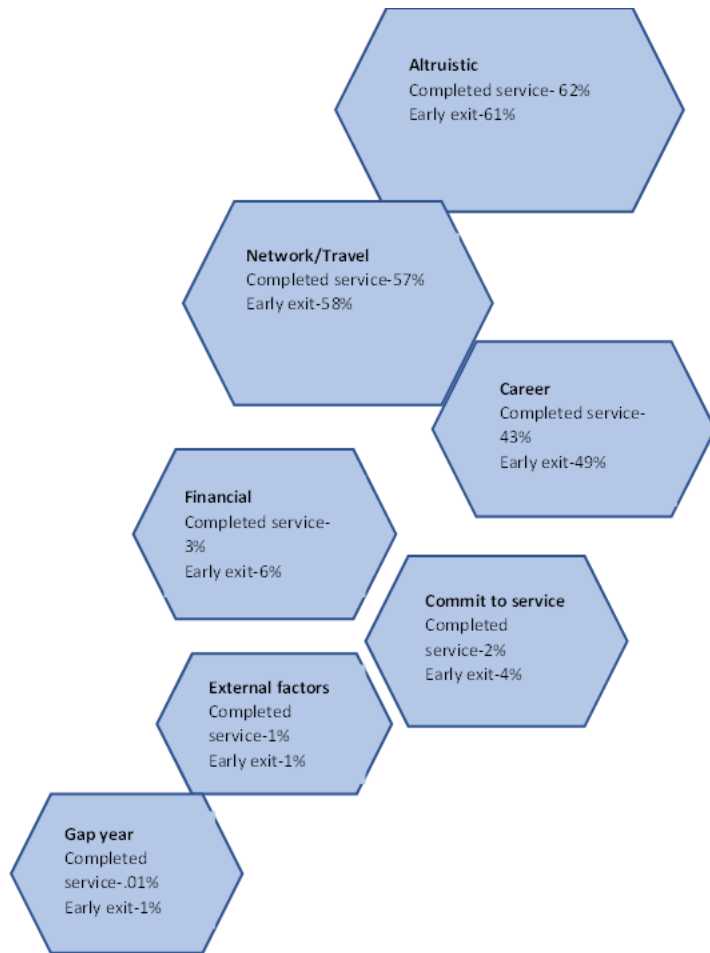 Altruistic
Completed service- 62%
Early exit-61%
Network/Travel
Completed service-57%
Early exit-58%
Career
Completed service-
43%
Early exit-49%
Financial
Completed service-
3%
Early exit-6%
Commit to service
Completed
service-2%
Early exit-4%
External factors
Completed
service-1%
Early exit-1%
Gap year
Completed
service-.01%
Early exit-1%